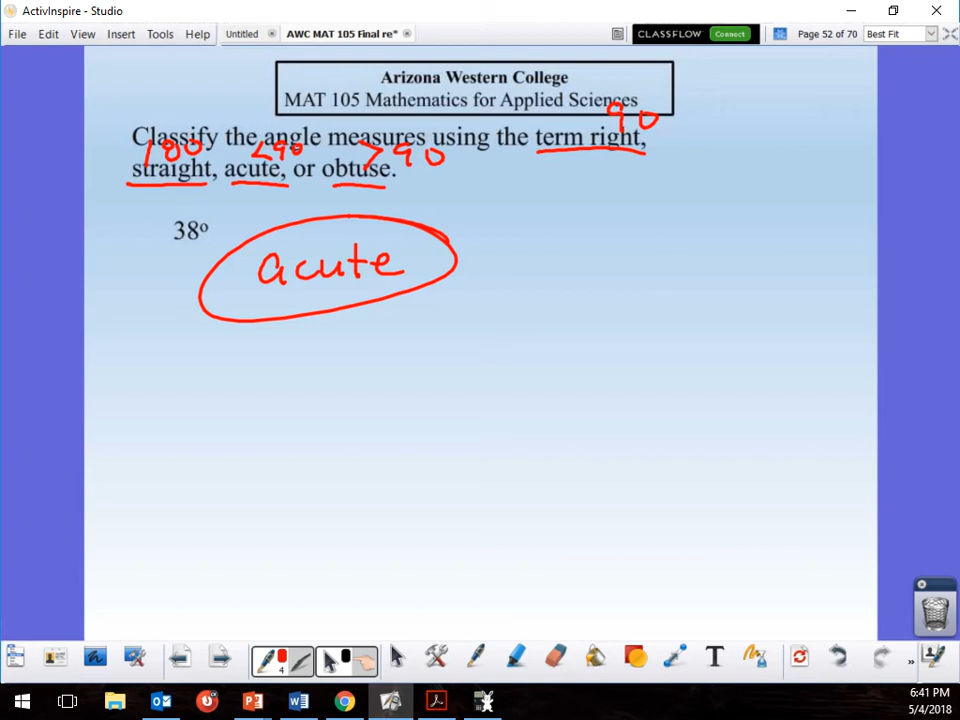 ActivInspire - Studio
File Edit View Insert Tools Help Untitled AWC MAT 105 Final re* CLASSFLOW Connect Page 52 of 70 Best Fit
Arizona Western College
MAT 105 Mathematics for Applied Sciences
90
Classify the angle measures using the term right,
180 <90 >90
straight, acute, or obtuse.
38°
acute
4
T
»
6:41 PM
5/4/2018